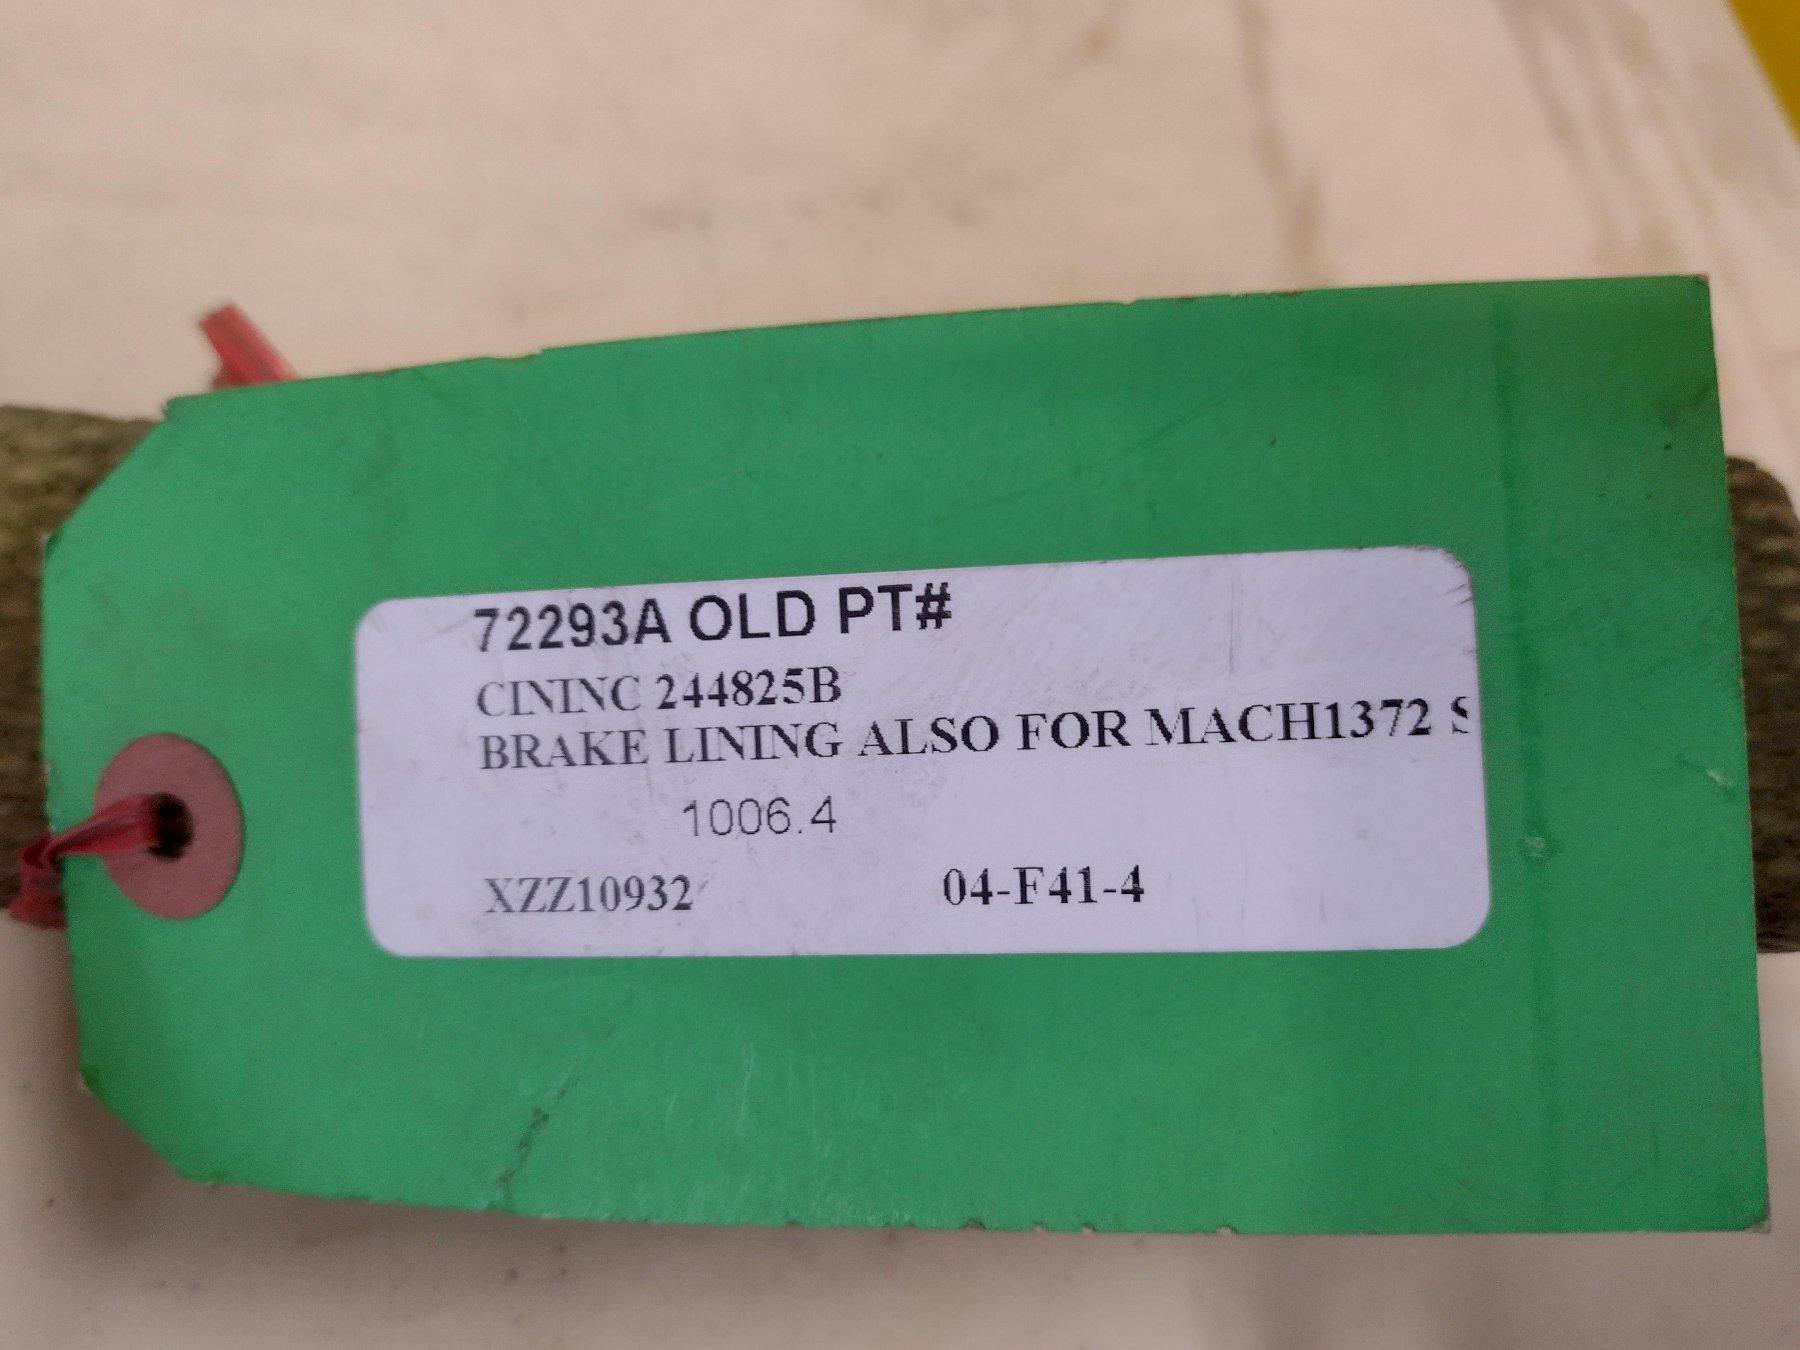 72293A OLD PT#
CININC 244825B
BRAKE LINING ALSO FOR MACH1372 S
1006.4
XZZ10932 04-F41-4